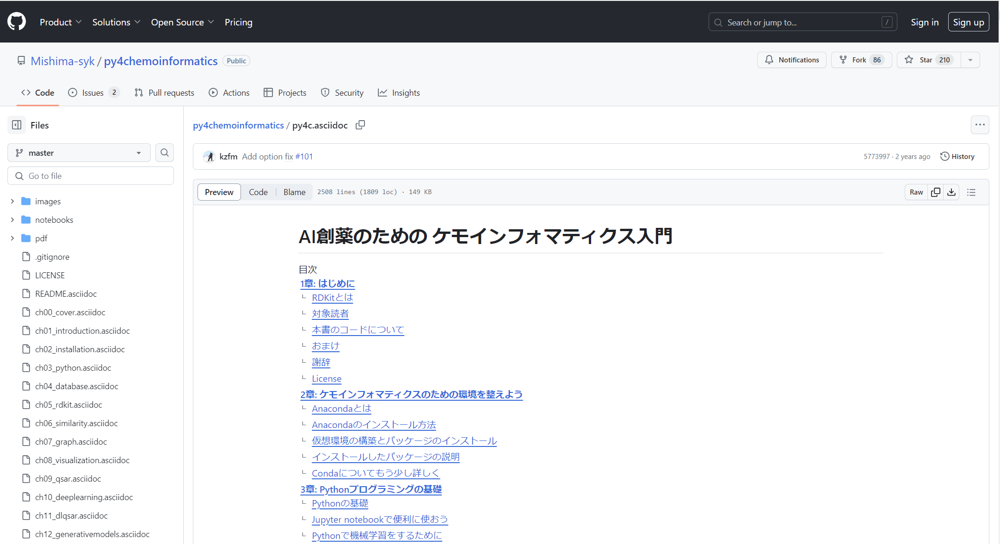 Product Solutions Open Source Pricing Search or jump to... / Sign in Sign up
Mishima-syk / py4chemoinformatics Public Notifications Fork 86 Star 210
Code Issues 2 Pull requests Actions Projects Security Insights
Files
master
Go to file
images
notebooks
pdf
.gitignore
LICENSE
README.asciidoc
ch00_cover.asciidoc
ch01_introduction.asciidoc
ch02_installation.asciidoc
ch03_python.asciidoc
ch04_database.asciidoc
ch05_rdkit.asciidoc
ch06_similarity.asciidoc
ch07_graph.asciidoc
ch08_visualization.asciidoc
ch09_qsar.asciidoc
ch10_deeplearning.asciidoc
ch11_dlqsar.asciidoc
ch12_generativemodels.asciidoc
py4chemoinformatics / py4c.asciidoc
kzfm Add option fix #101 5773997 · 2 years ago History
Preview Code Blame 2508 lines (1809 loc) · 149 KB Raw
AI創薬のための ケモインフォマティクス入門
目次
1章: はじめに
RDKitとは
対象読者
本書のコードについて
おまけ
謝辞
License
2章: ケモインフォマティクスのための環境を整えよう
Anacondaとは
Anacondaのインストール方法
仮想環境の構築とパッケージのインストール
インストールしたパッケージの説明
Condaについてもう少し詳しく
3章: Pythonプログラミングの基礎
Pythonの基礎
Jupyter notebookで便利に使おう
Pythonで機械学習をするために